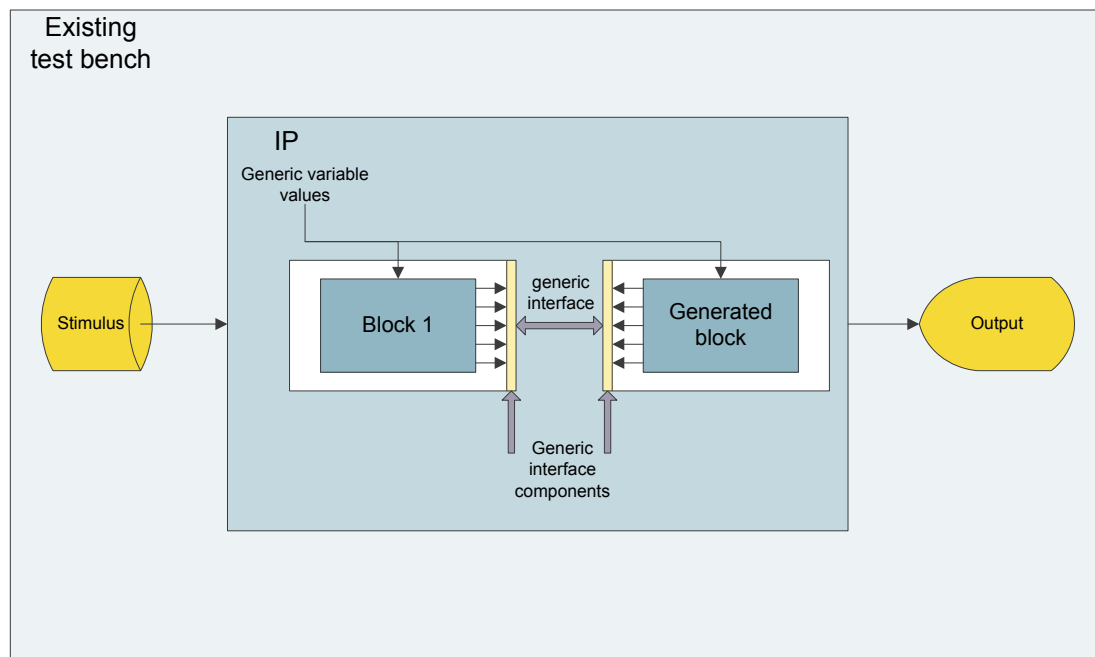 Existing
test bench
IP
Generic variable
values
generic
interface
Stimulus
Block 1
Generated
block
Output
Generic
interface
components